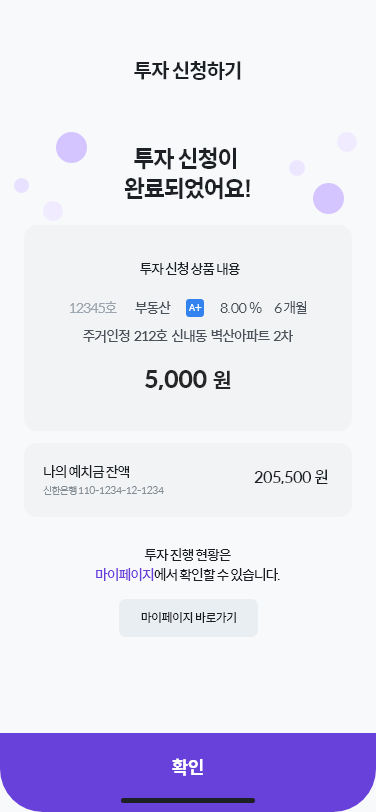 투자 신청하기
투자 신청이
완료되었어요!
투자 신청 상품 내용
12345호 부동산 A+ 8.00 % 6개월
주거인정 212호 신내동 벽산아파트 2차
5,000 원
나의 예치금 잔액
신한은행110-1234-12-1234
205,500 원
투자 진행 현황은
마이페이지에서 확인할 수 있습니다.
마이페이지 바로가기
확인